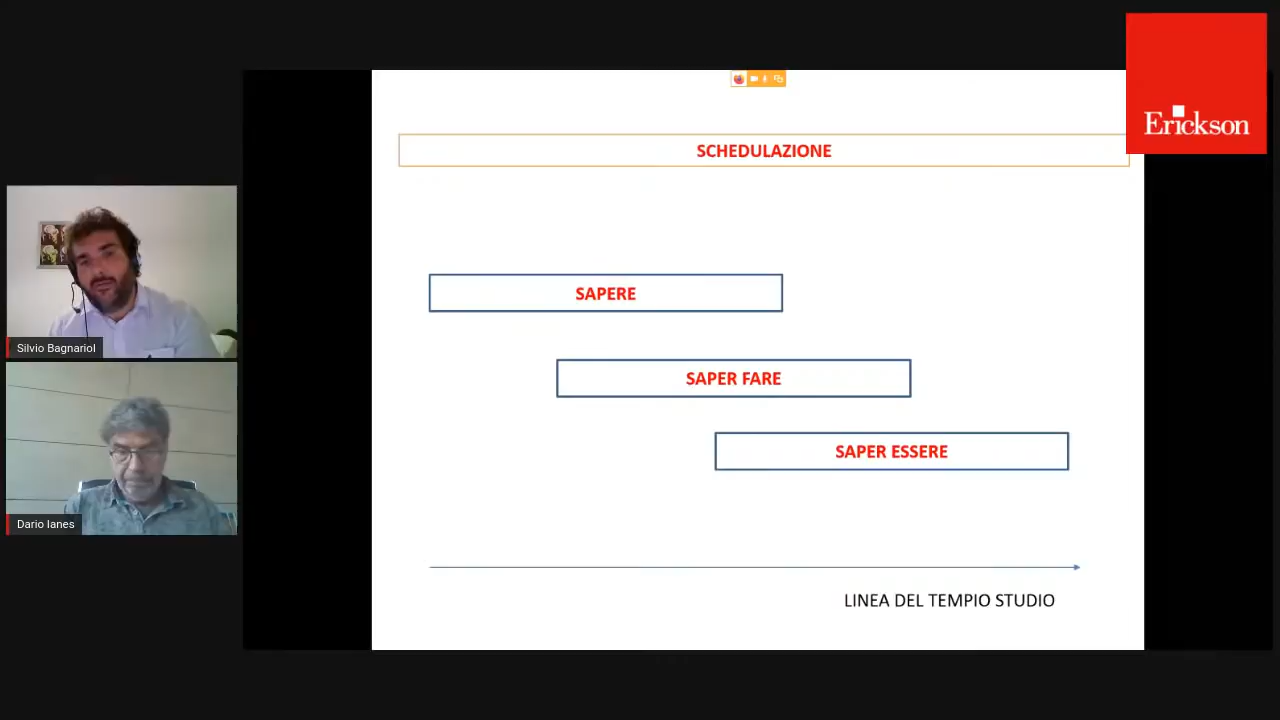 Erickson
SCHEDULAZIONE
SAPERE
SAPER FARE
SAPER ESSERE
LINEA DEL TEMPIO STUDIO
Silvio Bagnariol
Dario Ianes